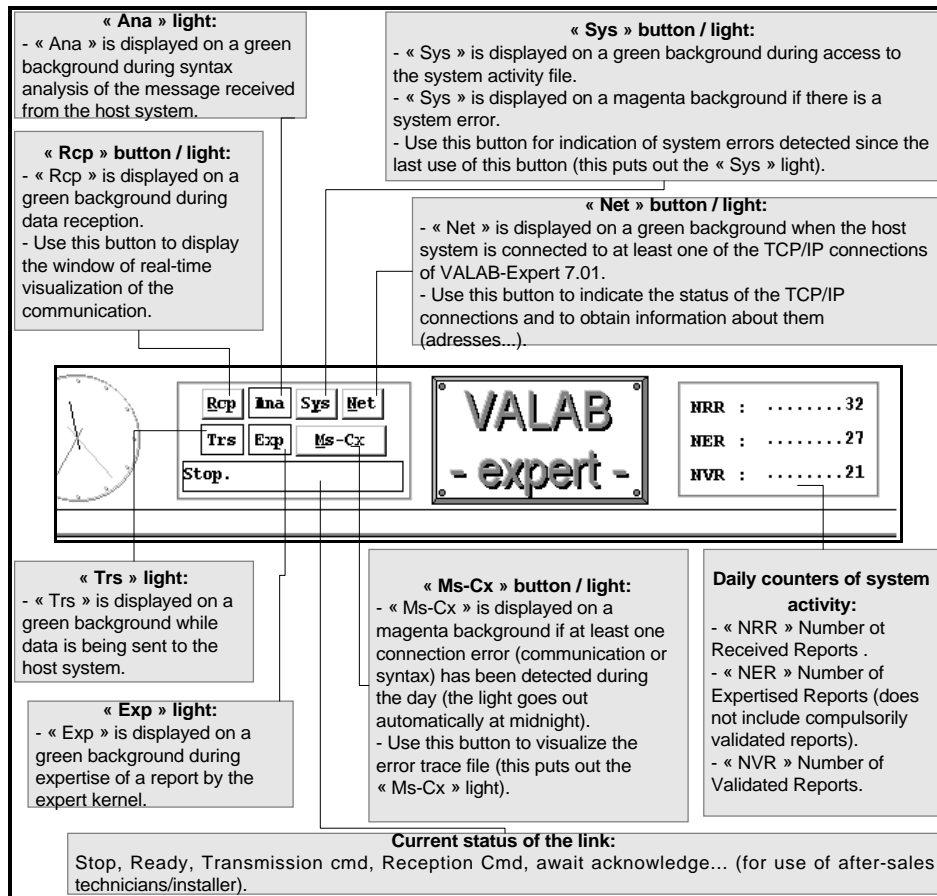 « Ana » light:
- « Ana » is displayed on a green
background during syntax
analysis of the message received
from the host system.
« Sys » button / light:
- « Sys » is displayed on a green background during access to
the system activity file.
- « Sys » is displayed on a magenta background if there is a
system error.
- Use this button for indication of system errors detected since the
last use of this button (this puts out the « Sys » light).
« Rcp » button / light:
- « Rcp » is displayed on a
green background during
data reception.
- Use this button to display
the window of real-time
visualization of the
communication.
« Net » button / light:
- « Net » is displayed on a green background when the host
system is connected to at least one of the TCP/IP connections
of VALAB-Expert 7.01.
- Use this button to indicate the status of the TCP/IP
connections and to obtain information about them
(adresses...).
Rcp Ana Sys Net
Trs Exp Ms-Cx
Stop.
VALAB
- expert -
NRR : ........32
NER : ........27
NVR : ........21
« Trs » light:
- « Trs » is displayed on a
green background while
data is being sent to the
host system.
« Exp » light:
- « Exp » is displayed on a
green background during
expertise of a report by the
expert kernel.
« Ms-Cx » button / light:
- « Ms-Cx » is displayed on a
magenta background if at least one
connection error (communication or
syntax) has been detected during
the day (the light goes out
automatically at midnight).
- Use this button to visualize the
error trace file (this puts out the
« Ms-Cx » light).
Daily counters of system
activity:
- « NRR » Number ot
Received Reports .
- « NER » Number of
Expertised Reports (does
not include compulsorily
validated reports).
- « NVR » Number of
Validated Reports.
Current status of the link:
Stop, Ready, Transmission cmd, Reception Cmd, await acknowledge... (for use of after-sales
technicians/installer).